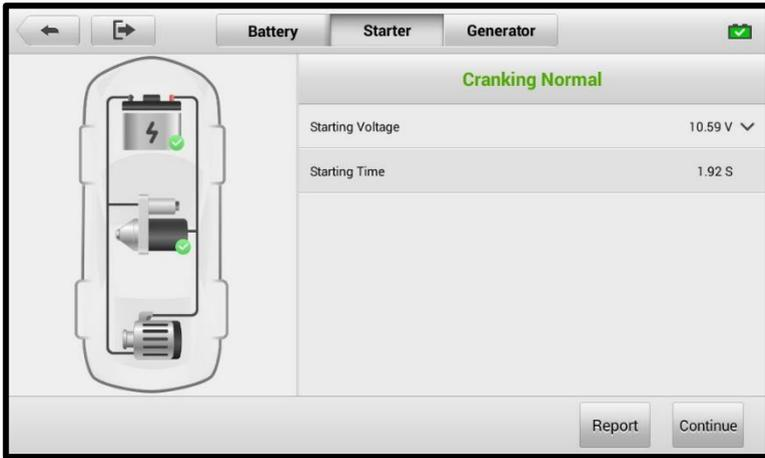 Battery Starter Generator
Cranking Normal
Starting Voltage 10.59 V
Starting Time 1.92 S
Report Continue